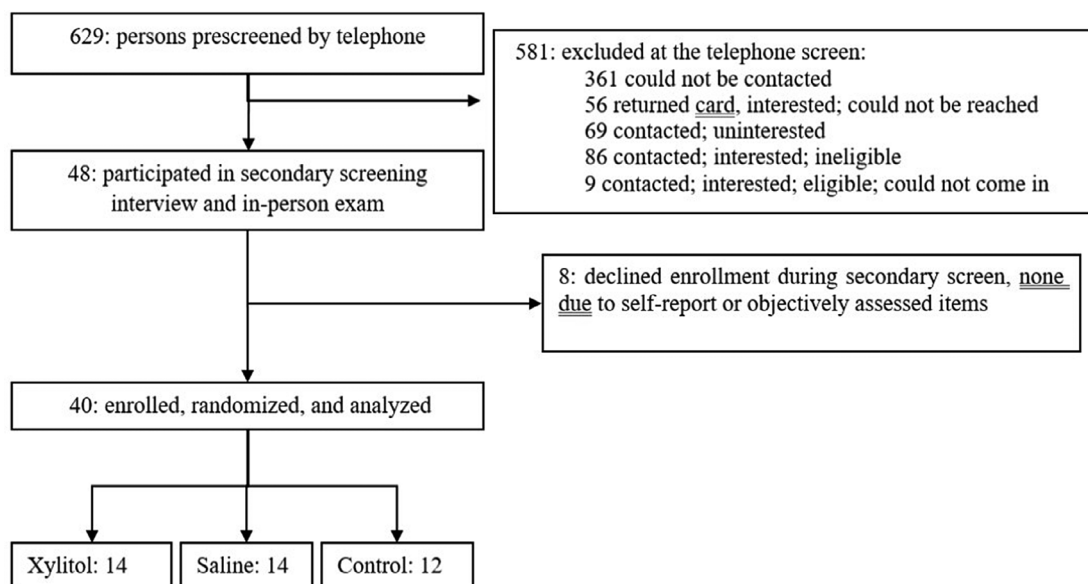 629: persons prescreened by telephone
581: excluded at the telephone screen:
361 could not be contacted
56 returned card, interested; could not be reached
69 contacted; uninterested
86 contacted; interested; ineligible
9 contacted; interested; eligible; could not come in
48: participated in secondary screening
interview and in-person exam
8: declined enrollment during secondary screen, none
due to self-report or objectively assessed items
40: enrolled, randomized, and analyzed
Xylitol: 14
Saline: 14
Control: 12